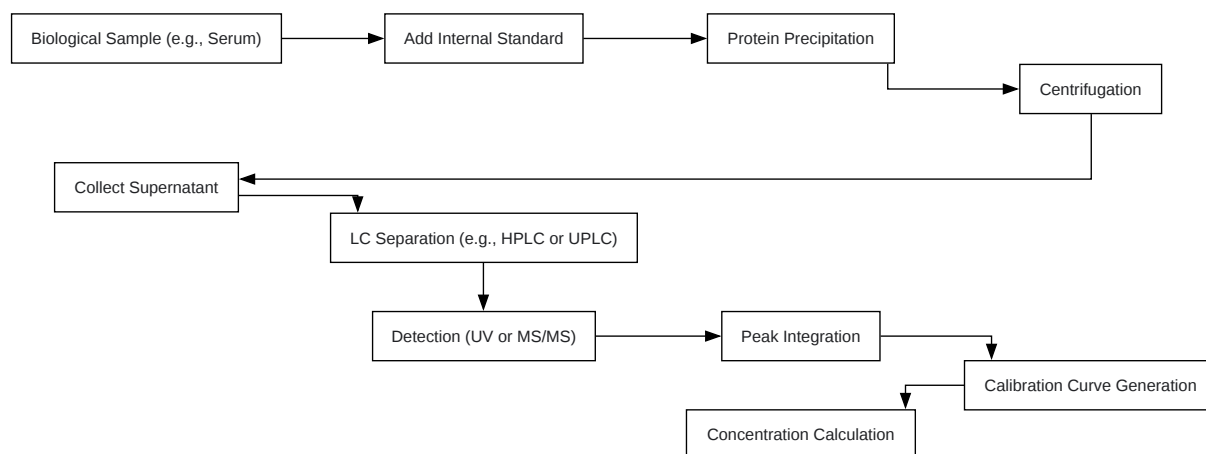 Biological Sample (e.g., Serum)
Add Internal Standard
Protein Precipitation
Centrifugation
Collect Supernatant
LC Separation (e.g., HPLC or UPLC)
Detection (UV or MS/MS)
Peak Integration
Calibration Curve Generation
Concentration Calculation